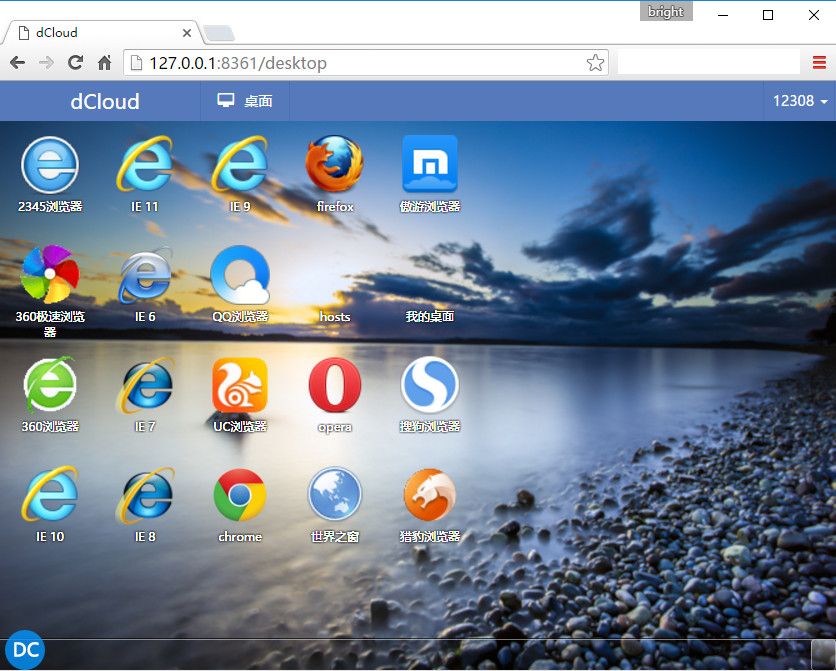 bright
dCloud
127.0.0.1:8361/desktop
dCloud
桌面
12308
2345浏览器
IE 11
IE 9
firefox
傲游浏览器
360极速浏览
器
IE 6
QQ浏览器
hosts
我的桌面
360浏览器
IE 7
UC浏览器
opera
搜狗浏览器
IE 10
IE 8
chrome
世界之窗
猎豹浏览器
DC